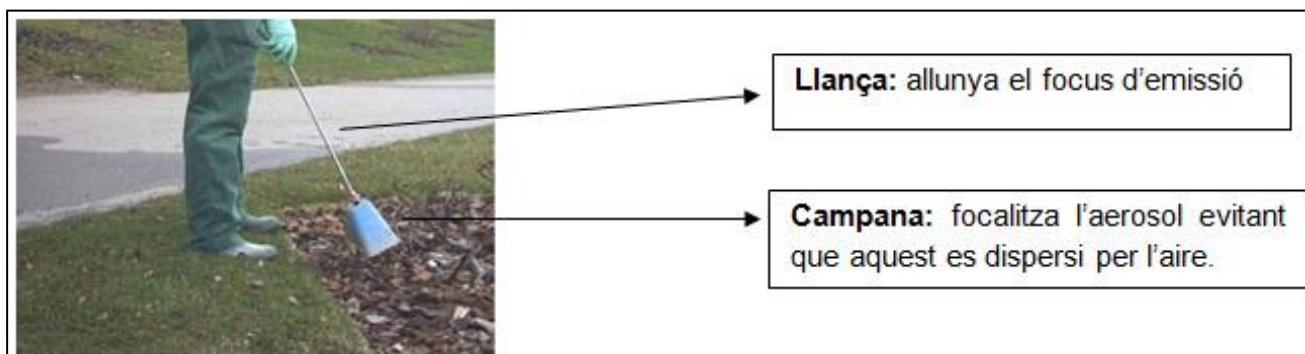 Llança: allunya el focus d’emissió
Campana: focalitza l’aerosol evitant
que aquest es dispersi per l’aire.